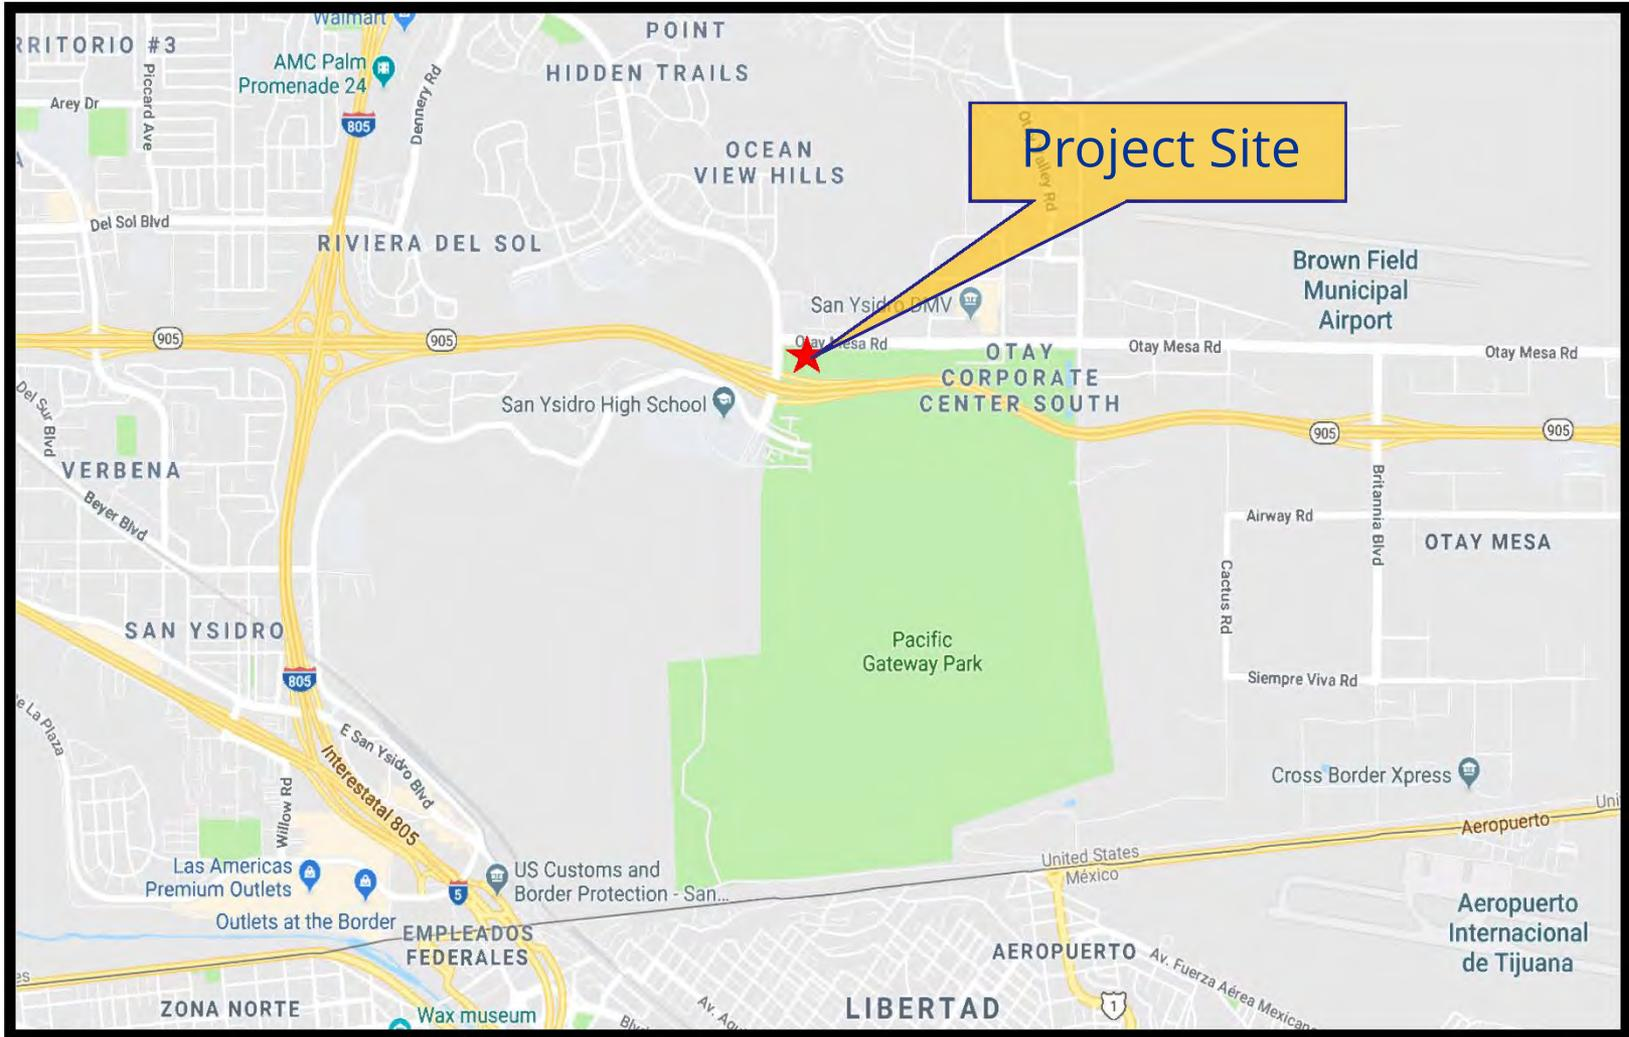 Walmart
RRITORIO #3
POINT
AMC Palm
Promenade 24
HIDDEN TRAILS
Piccard Ave
Dennery Rd
Arey Dr
805
Project Site
OCEAN
VIEW HILLS
Del Sol Blvd
RIVIERA DEL SOL
Brown Field
Municipal
Airport
San Ysidro DMV
905
905
Otay Mesa Rd
Otay Mesa Rd
Otay Mesa Rd
OTAY
CORPORATE
CENTER SOUTH
Del Sur Blvd
San Ysidro High School
905
905
VERBENA
Beyer Blvd
Britannia Blvd
Airway Rd
OTAY MESA
Cactus Rd
SAN YSIDRO
Pacific
Gateway Park
805
Siempre Viva Rd
e La Plaza
E San Ysidro Blvd
Interestatal 805
Willow Rd
Cross Border Xpress
Uni
Aeropuerto
United States
México
Las Americas
Premium Outlets
US Customs and
Border Protection - San...
5
Outlets at the Border
EMPLEADOS
FEDERALES
AEROPUERTO
Aeropuerto
Internacional
de Tijuana
Av. Fuerza Aérea Mexican
es
ZONA NORTE
Wax museum
LIBERTAD
1